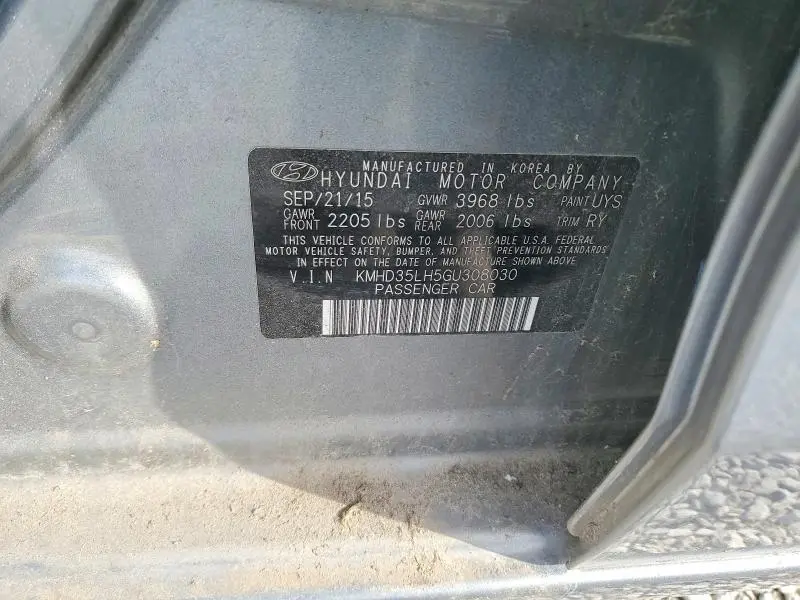 MANUFACTURED IN KOREA BY
HYUNDAI MOTOR COMPANY
SEP/21/15 GVWR 3968 lbs PAINT UYS
GAWR FRONT 2205 lbs GAWR REAR 2006 lbs TRIM RY
THIS VEHICLE CONFORMS TO ALL APPLICABLE U.S.A. FEDERAL
MOTOR VEHICLE SAFETY, BUMPER, AND THEFT PREVENTION STANDARDS
IN EFFECT ON THE DATE OF MANUFACTURE SHOWN ABOVE
V.I.N KMHD35LH5GU308030
PASSENGER CAR